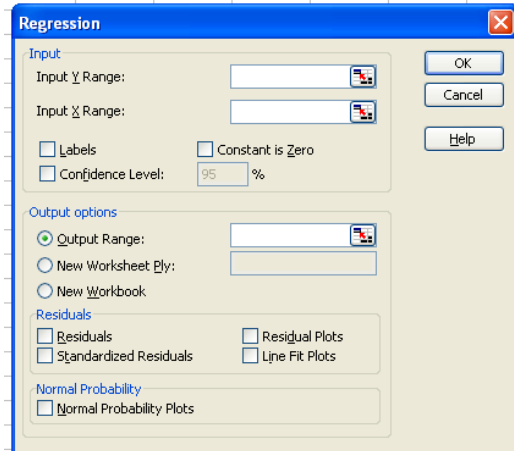 Regression
Input
Input Y Range:
Input X Range:
Labels
Constant is Zero
Confidence Level:
95
%
OK
Cancel
Help
Output options
Output Range:
New Worksheet Ply:
New Workbook
Residuals
Residuals
Residual Plots
Standardized Residuals
Line Fit Plots
Normal Probability
Normal Probability Plots